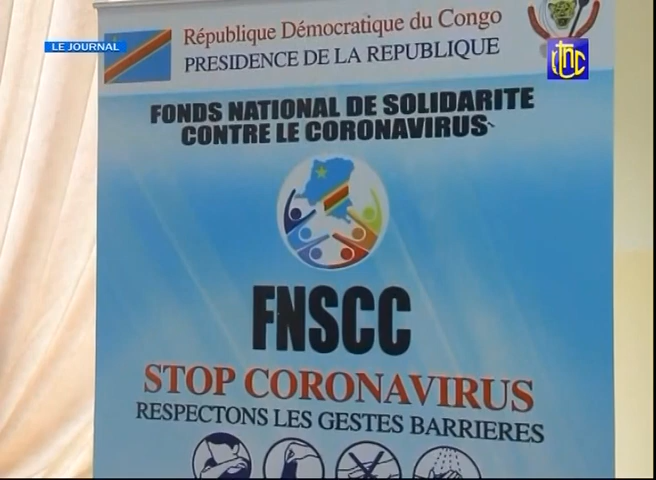 LE JOURNAL
République Démocratique du Congo
PRESIDENCE DE LA REPUBLIQUE
rtnc
FONDS NATIONAL DE SOLIDARITE
CONTRE LE CORONAVIRUS
FNSCC
STOP CORONAVIRUS
RESPECTONS LES GESTES BARRIERES